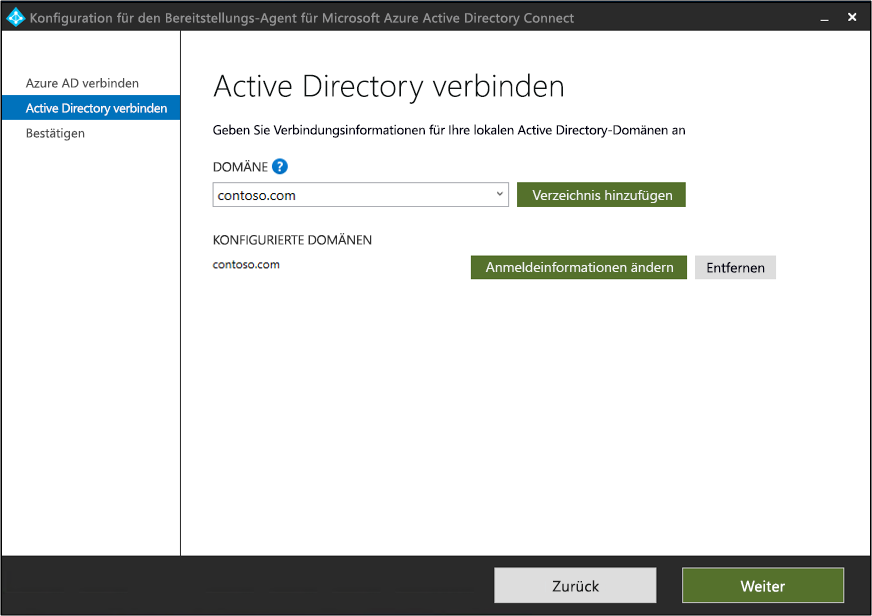 Konfiguration für den Bereitstellungs-Agent für Microsoft Azure Active Directory Connect
Azure AD verbinden
Active Directory verbinden
Bestätigen
Active Directory verbinden
Geben Sie Verbindungsinformationen für Ihre lokalen Active Directory-Domänen an
DOMÄNE ?
contoso.com
Verzeichnis hinzufügen
KONFIGURIERTE DOMÄNEN
contoso.com
Anmeldeinformationen ändern
Entfernen
Zurück
Weiter